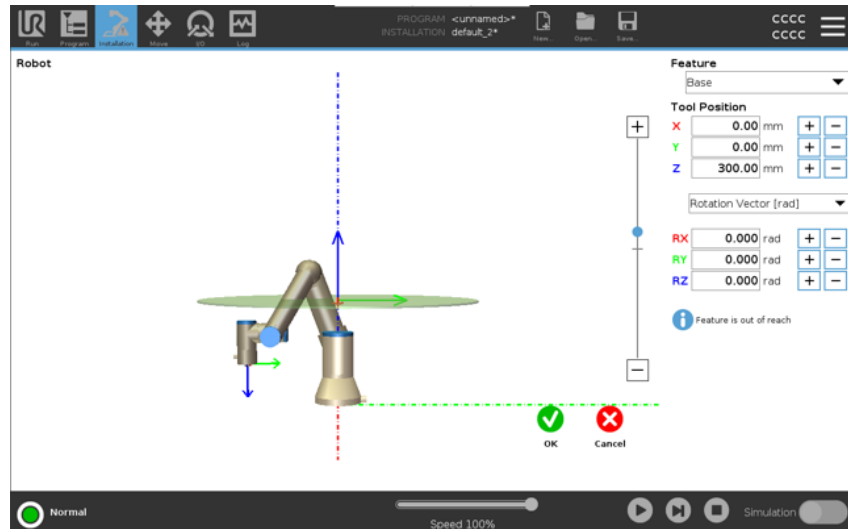 UR
PROGRAM <unnamed>*
INSTALLATION default_2*
CCCC
CCCC
Run
Program
Installation
Move
I/O
Log
New...
Open...
Save...
Robot
Feature
Base
Tool Position
X 0.00 mm + −
Y 0.00 mm + −
Z 300.00 mm + −
Rotation Vector [rad]
RX 0.000 rad + −
RY 0.000 rad + −
RZ 0.000 rad + −
i Feature is out of reach
+
−
OK
Cancel
Normal
Speed 100%
Simulation